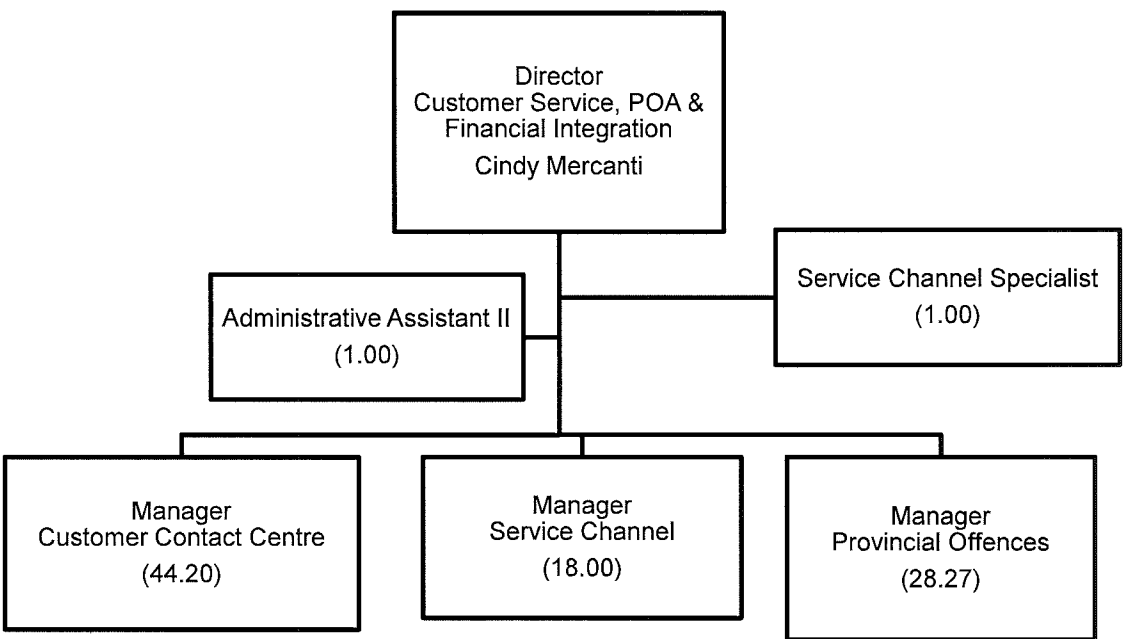 Director
Customer Service, POA &
Financial Integration
Cindy Mercanti
Service Channel Specialist
(1.00)
Administrative Assistant II
(1.00)
Manager
Customer Contact Centre
(44.20)
Manager
Service Channel
(18.00)
Manager
Provincial Offences
(28.27)